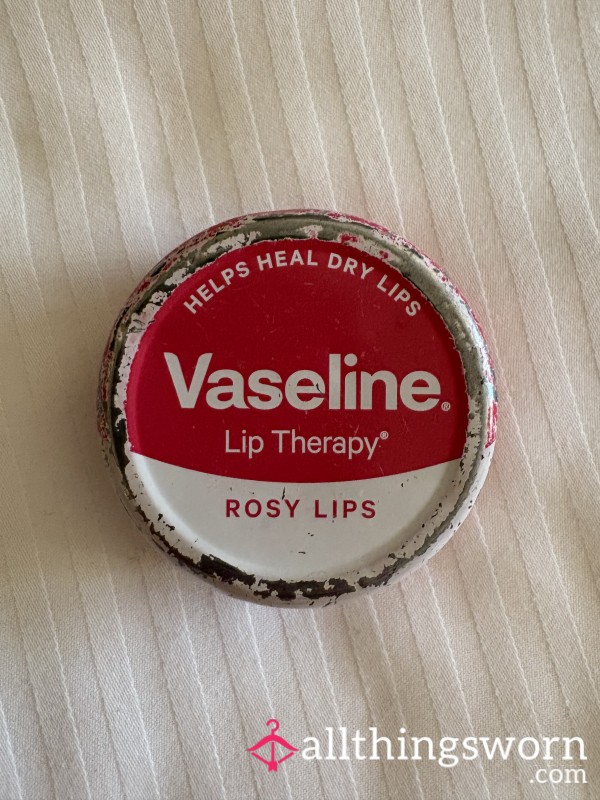 HELPS HEAL DRY LIPS
Vaseline®
Lip Therapy®
ROSY LIPS
allthingsworn
.com